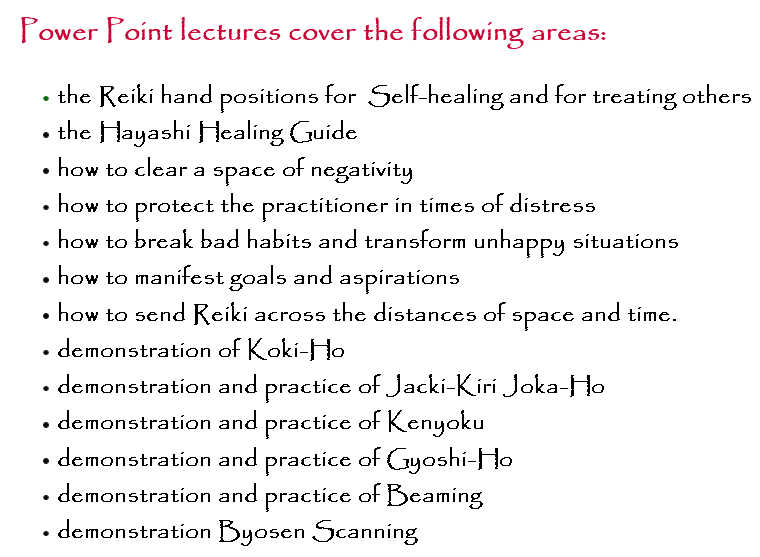 Power Point lectures cover the following areas:
• the Reiki hand positions for Self-healing and for treating others
• the Hayashi Healing Guide
• how to clear a space of negativity
• how to protect the practitioner in times of distress
• how to break bad habits and transform unhappy situations
• how to manifest goals and aspirations
• how to send Reiki across the distances of space and time.
• demonstration of Koki-Ho
• demonstration and practice of Jacki-Kiri Joka-Ho
• demonstration and practice of Kenyoku
• demonstration and practice of Gyoshi-Ho
• demonstration and practice of Beaming
• demonstration Byosen Scanning